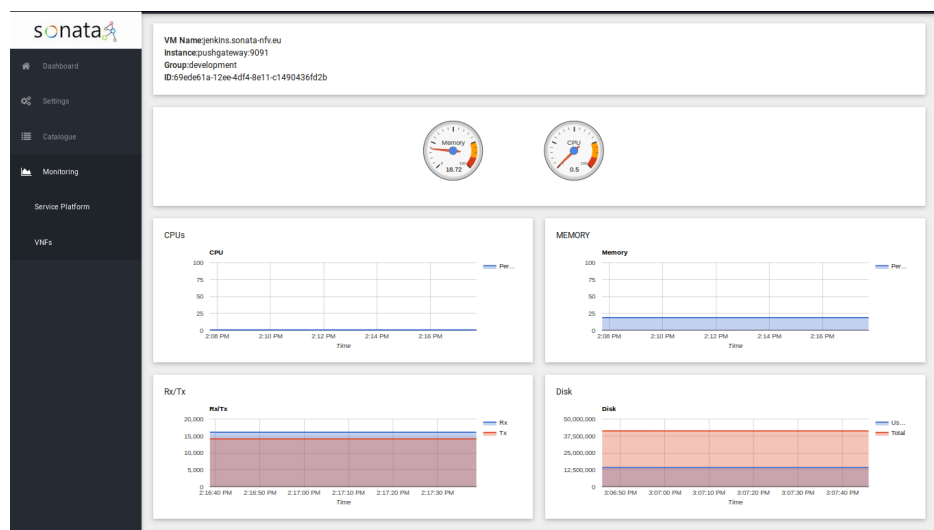 sonata
Dashboard
Settings
Catalogue
Monitoring
Service Platform
VNFs
VM Name:jenkins.sonata-nfv.eu
Instance:pushgateway:9091
Group:development
ID:69ede61a-12ee-4df4-8e11-c1490436fd2b
Memory
0
100
18.72
CPU
0
100
0.5
CPUs
CPU
100
75
50
25
0
2:08 PM 2:10 PM 2:12 PM 2:14 PM 2:16 PM
Time
Per...
MEMORY
Memory
100
75
50
25
0
2:08 PM 2:10 PM 2:12 PM 2:14 PM 2:16 PM
Time
Per...
Rx/Tx
Rx/Tx
20,000
15,000
10,000
5,000
0
2:16:40 PM 2:16:50 PM 2:17:00 PM 2:17:10 PM 2:17:20 PM 2:17:30 PM
Time
Rx
Tx
Disk
Disk
50,000,000
37,500,000
25,000,000
12,500,000
0
3:06:50 PM 3:07:00 PM 3:07:10 PM 3:07:20 PM 3:07:30 PM 3:07:40 PM
Time
Us...
Total